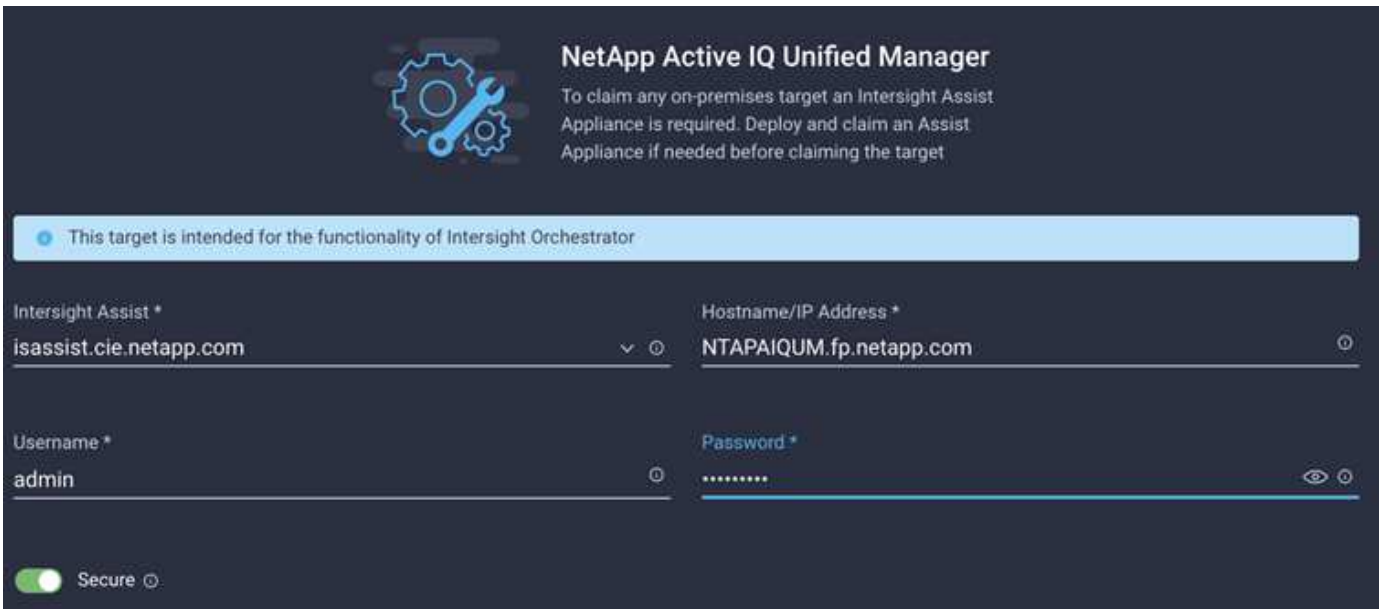 NetApp Active IQ Unified Manager
To claim any on-premises target an Intersight Assist
Appliance is required. Deploy and claim an Assist
Appliance if needed before claiming the target
This target is intended for the functionality of Intersight Orchestrator
Intersight Assist *
isassist.cie.netapp.com
Hostname/IP Address *
NTAPAIQUM.fp.netapp.com
Username *
admin
Password *
•••••••••
Secure